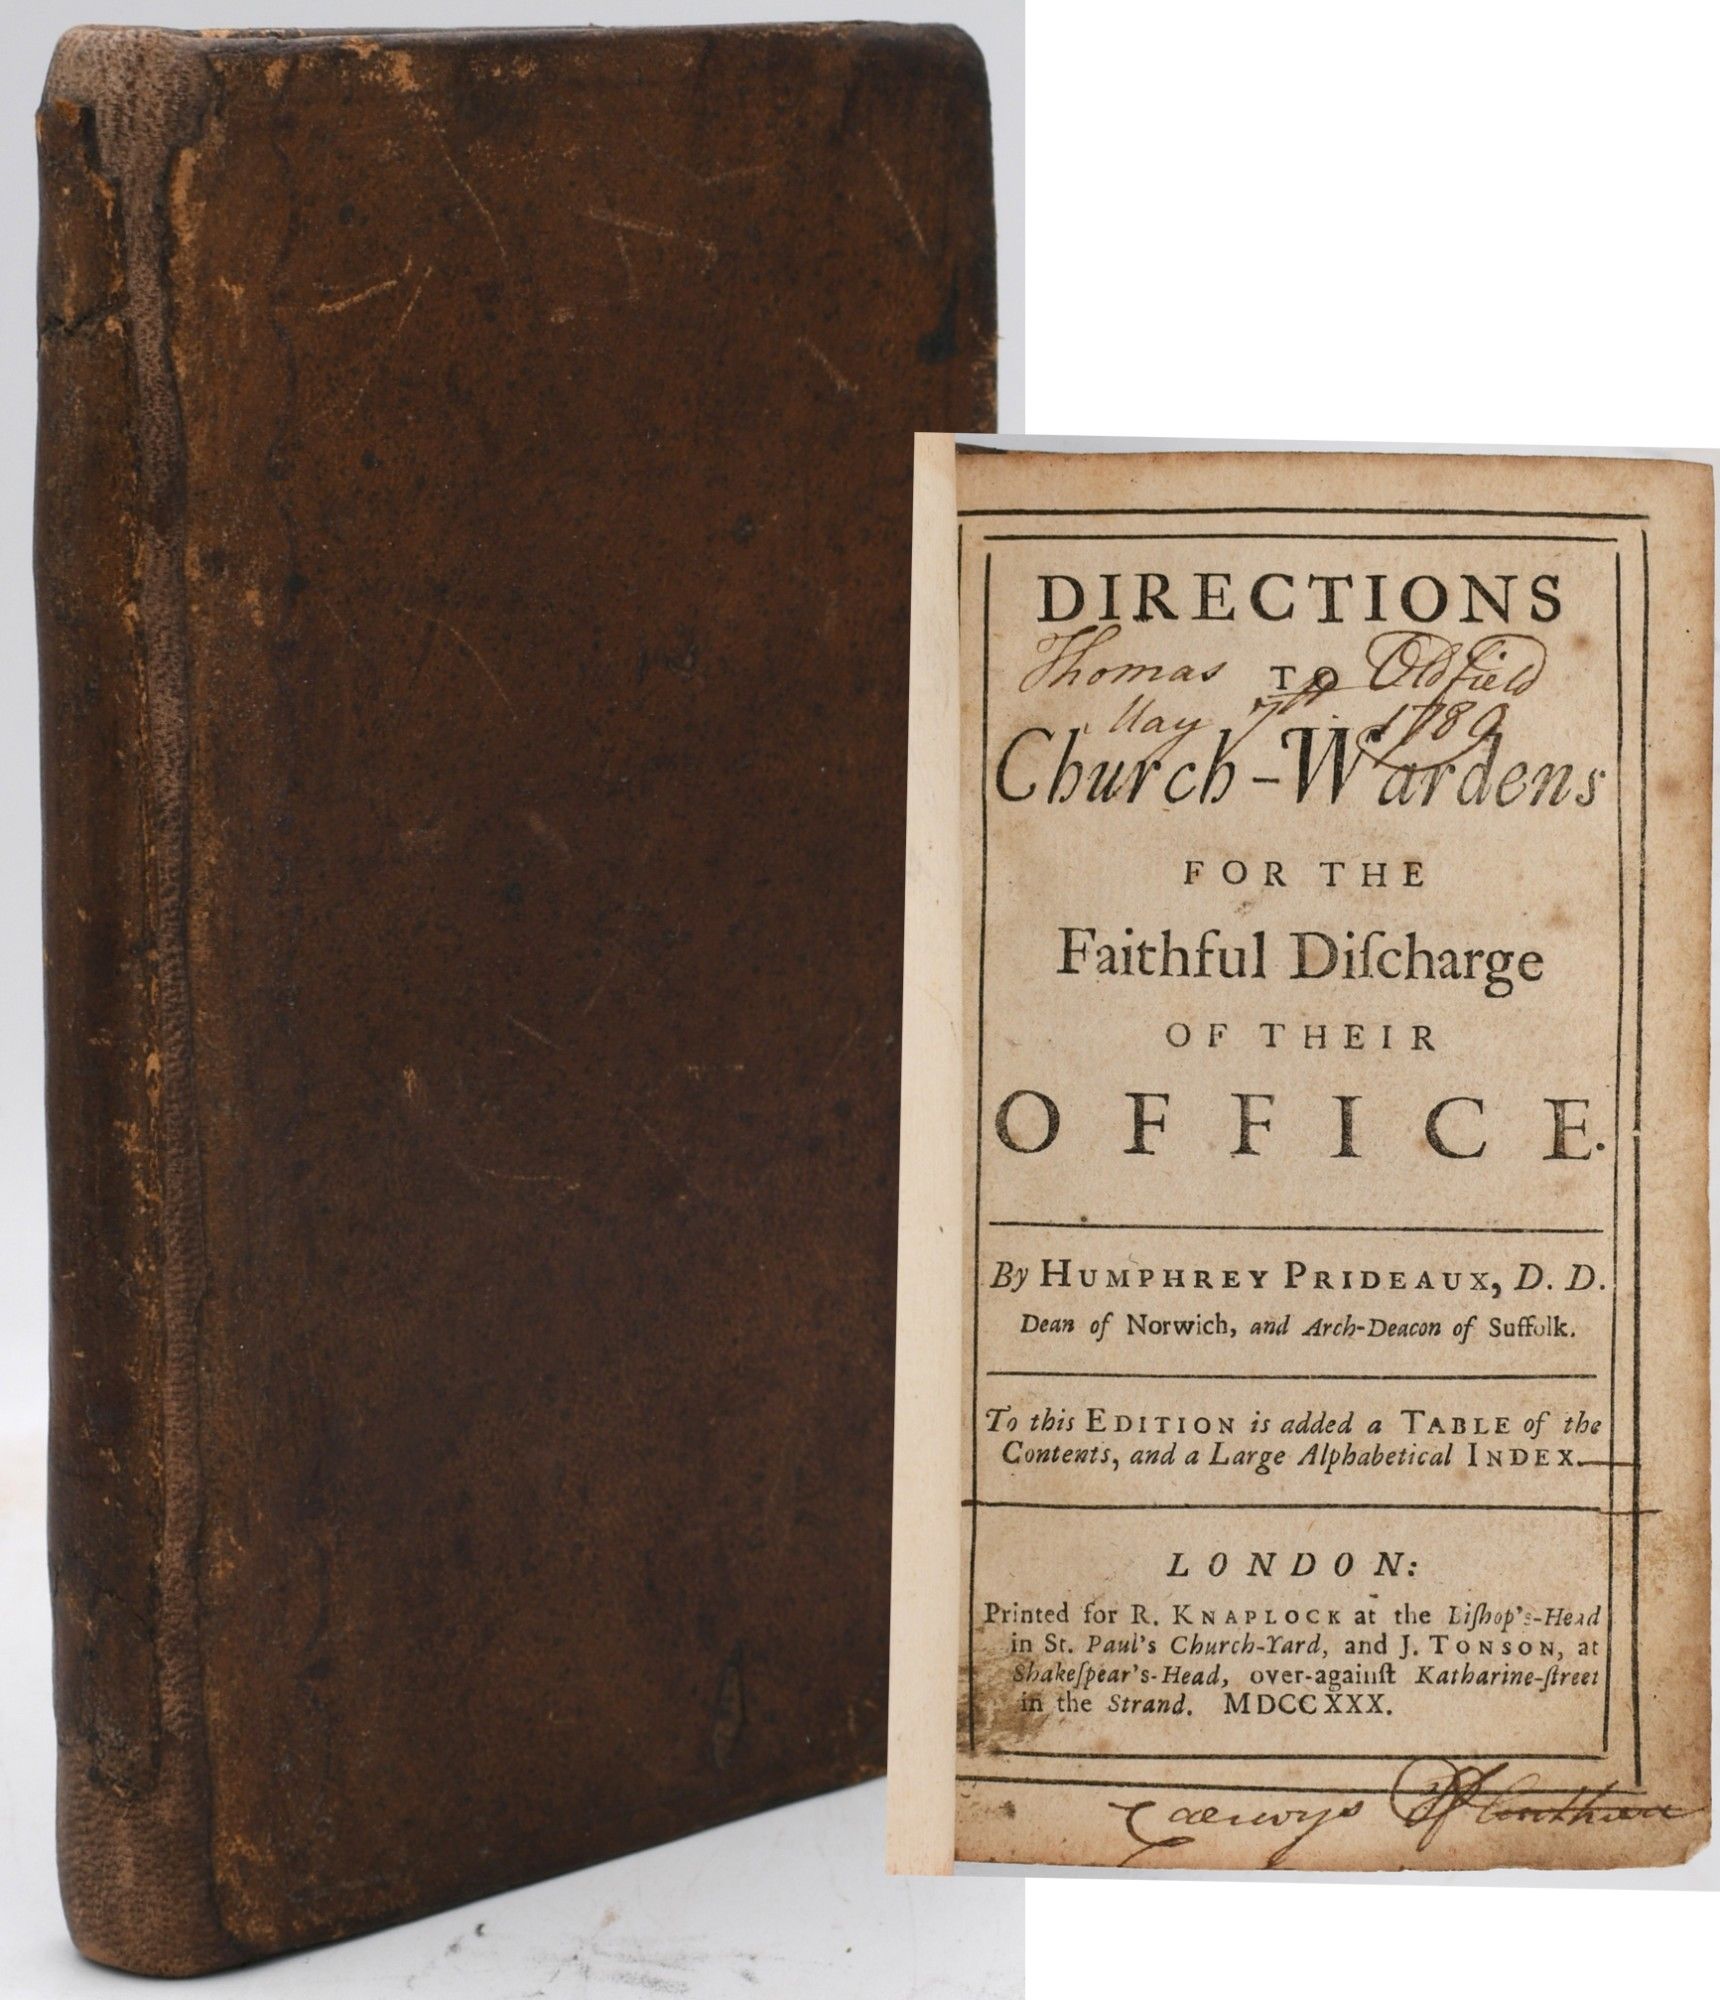 DIRECTIONS
Thomas TO Oldfield
May 7th 1789
Church-Wardens
FOR THE
Faithful Diſcharge
OF THEIR
OFFICE.
By HUMPHREY PRIDEAUX, D. D.
Dean of Norwich, and Arch-Deacon of Suffolk.
To this EDITION is added a TABLE of the
Contents, and a Large Alphabetical INDEX.
LONDON:
Printed for R. KNAPLOCK at the Biſhop's-Head
in St. Paul's Church-Yard, and J. TONSON, at
Shakeſpear's-Head, over-againſt Katharine-ſtreet
in the Strand. MDCCXXX.
Caerwys